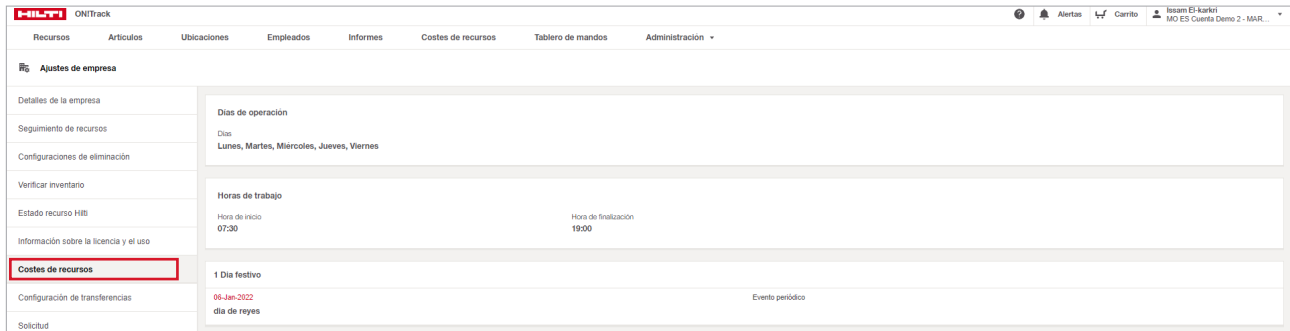 HILTI ONITrack
Alertas Carrito Issam El-karkri
MO ES Cuenta Demo 2 - MAR...
Recursos Artículos Ubicaciones Empleados Informes Costes de recursos Tablero de mandos Administración
Ajustes de empresa
Detalles de la empresa
Seguimiento de recursos
Configuraciones de eliminación
Verificar inventario
Estado recurso Hilti
Información sobre la licencia y el uso
Costes de recursos
Configuración de transferencias
Solicitud
Días de operación
Días
Lunes, Martes, Miércoles, Jueves, Viernes
Horas de trabajo
Hora de inicio Hora de finalización
07:30 19:00
1 Día festivo
06-Jan-2022 Evento periódico
dia de reyes